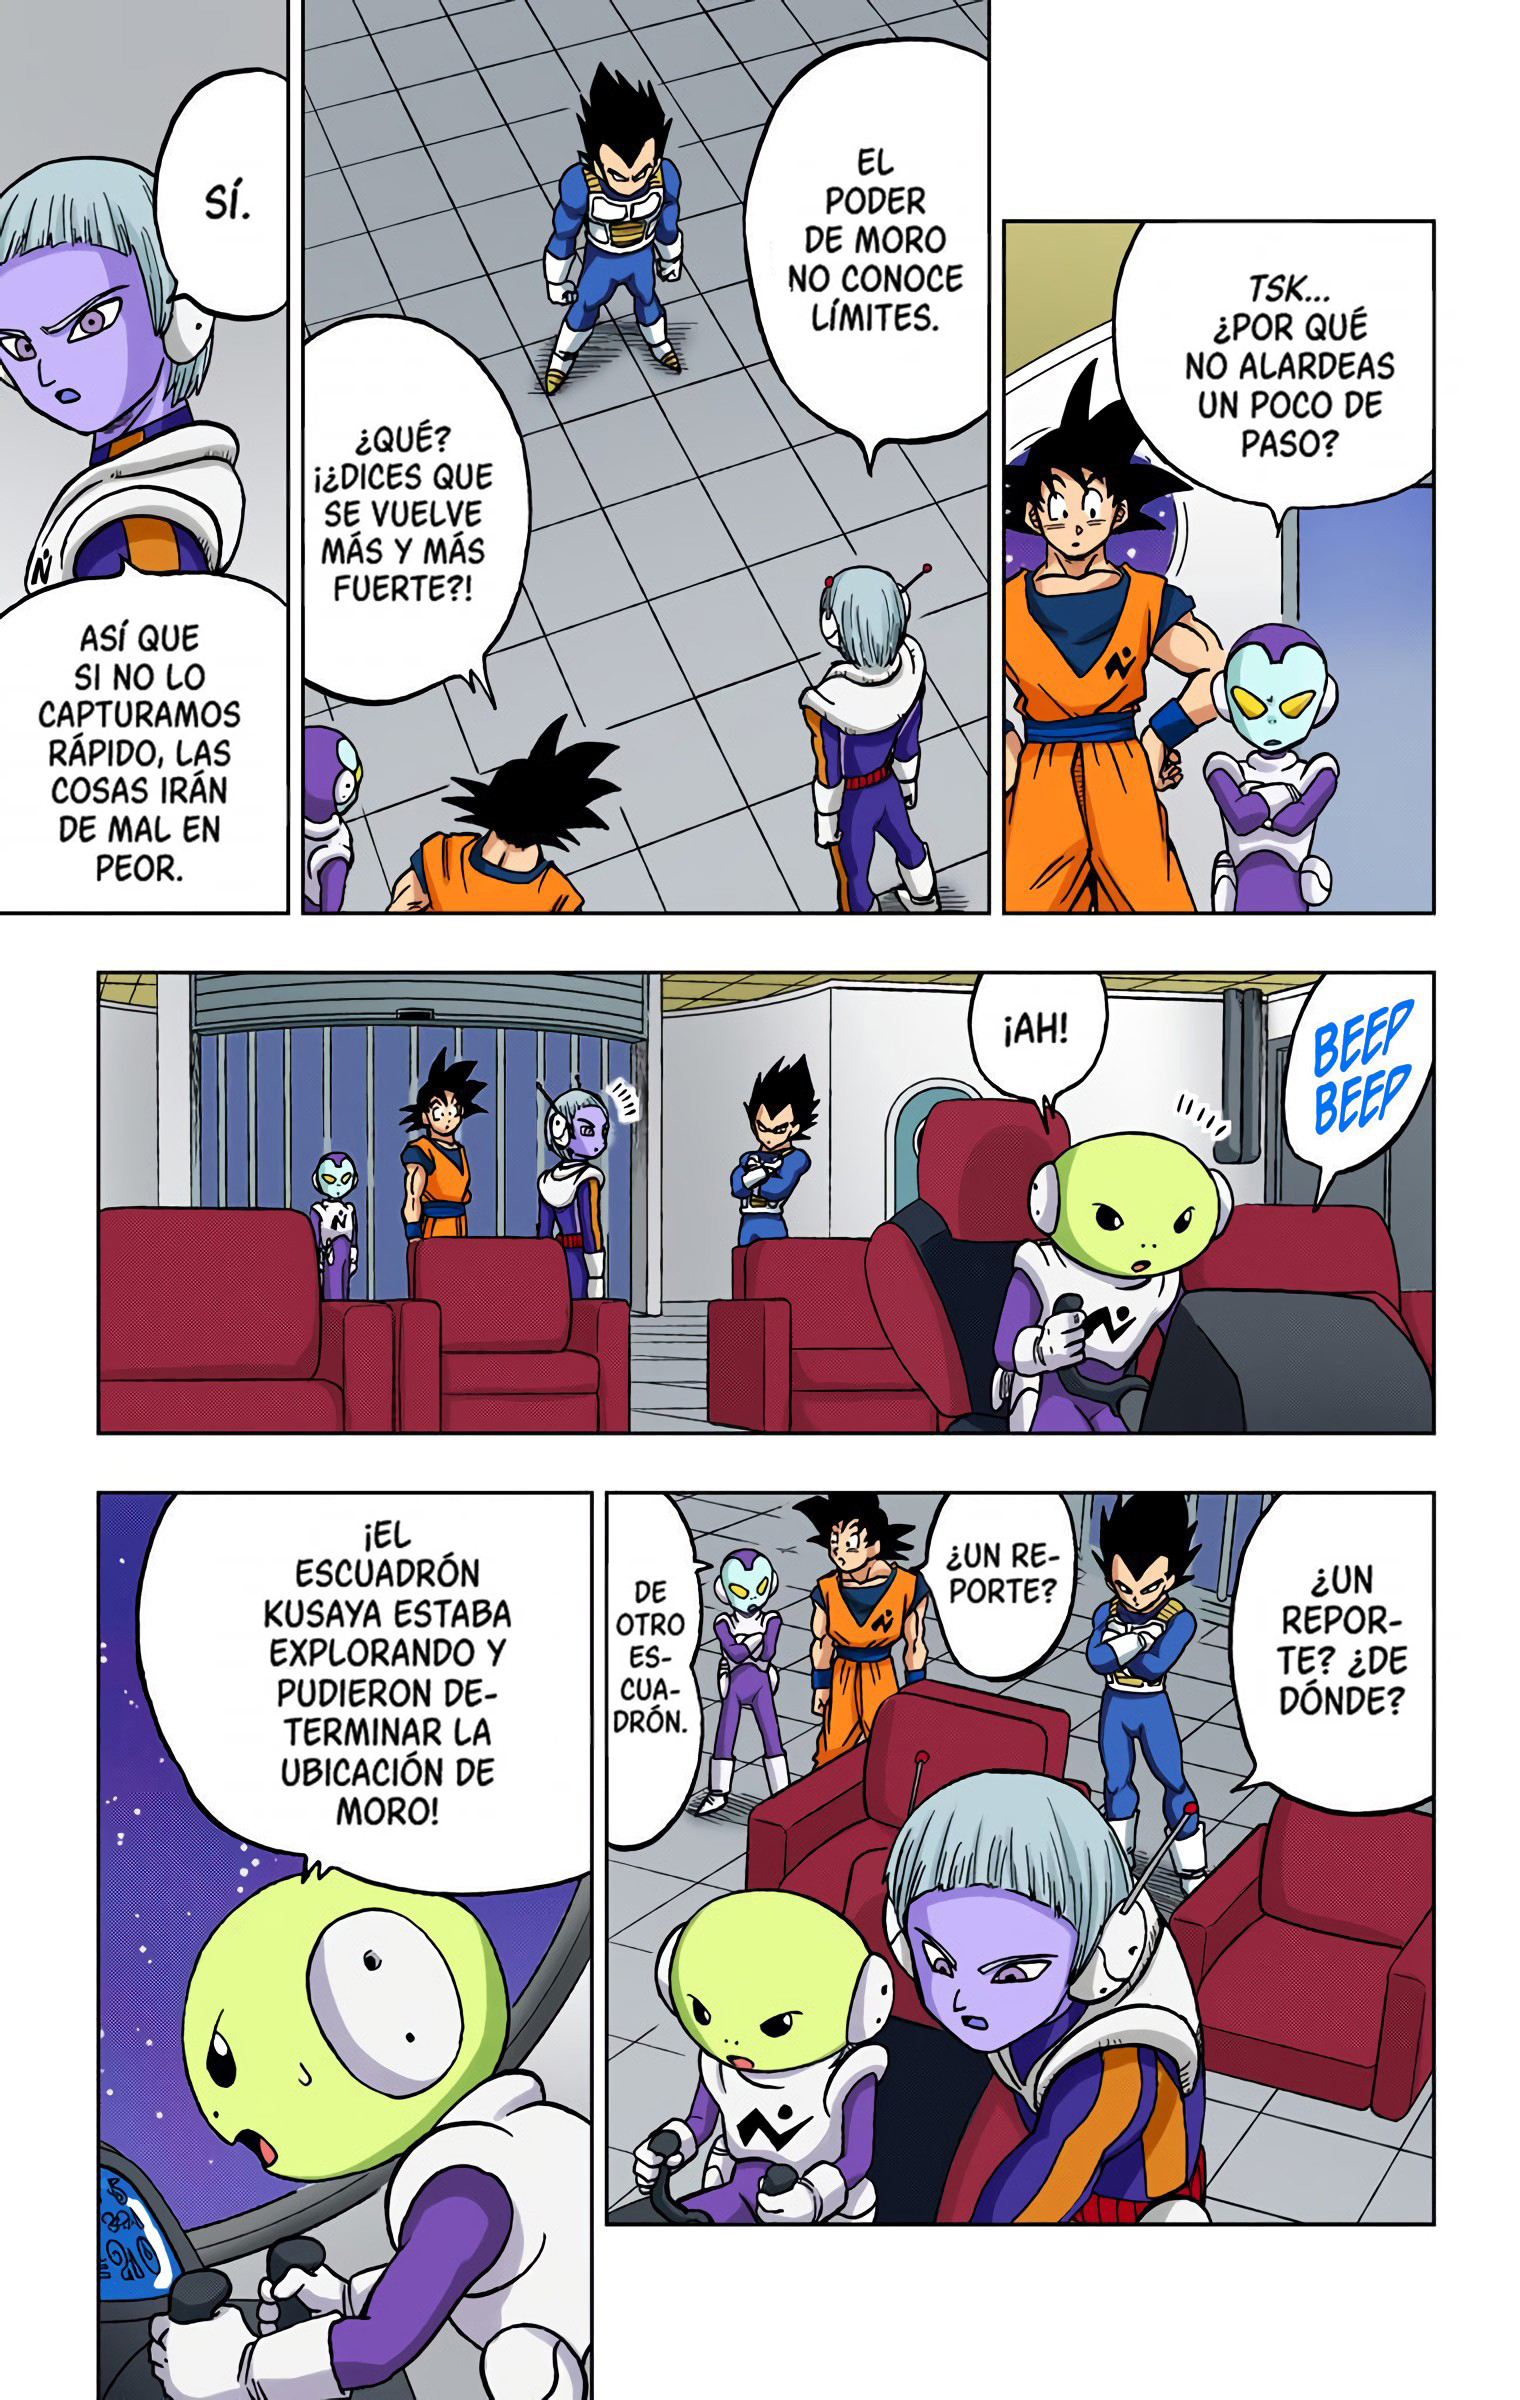 TSK...
¿POR QUÉ
NO ALARDEAS
UN POCO DE
PASO?
EL
PODER
DE MORO
NO CONOCE
LÍMITES.
¿QUÉ?
¡¿DICES QUE
SE VUELVE
MÁS Y MÁS
FUERTE?!
SÍ.
ASÍ QUE
SI NO LO
CAPTURAMOS
RÁPIDO, LAS
COSAS IRÁN
DE MAL EN
PEOR.
BEEP
BEEP
¡AH!
¿UN
REPOR-
TE? ¿DE
DÓNDE?
¿UN RE-
PORTE?
DE
OTRO
ES-
CUA-
DRÓN.
¡EL
ESCUADRÓN
KUSAYA ESTABA
EXPLORANDO Y
PUDIERON DE-
TERMINAR LA
UBICACIÓN DE
MORO!